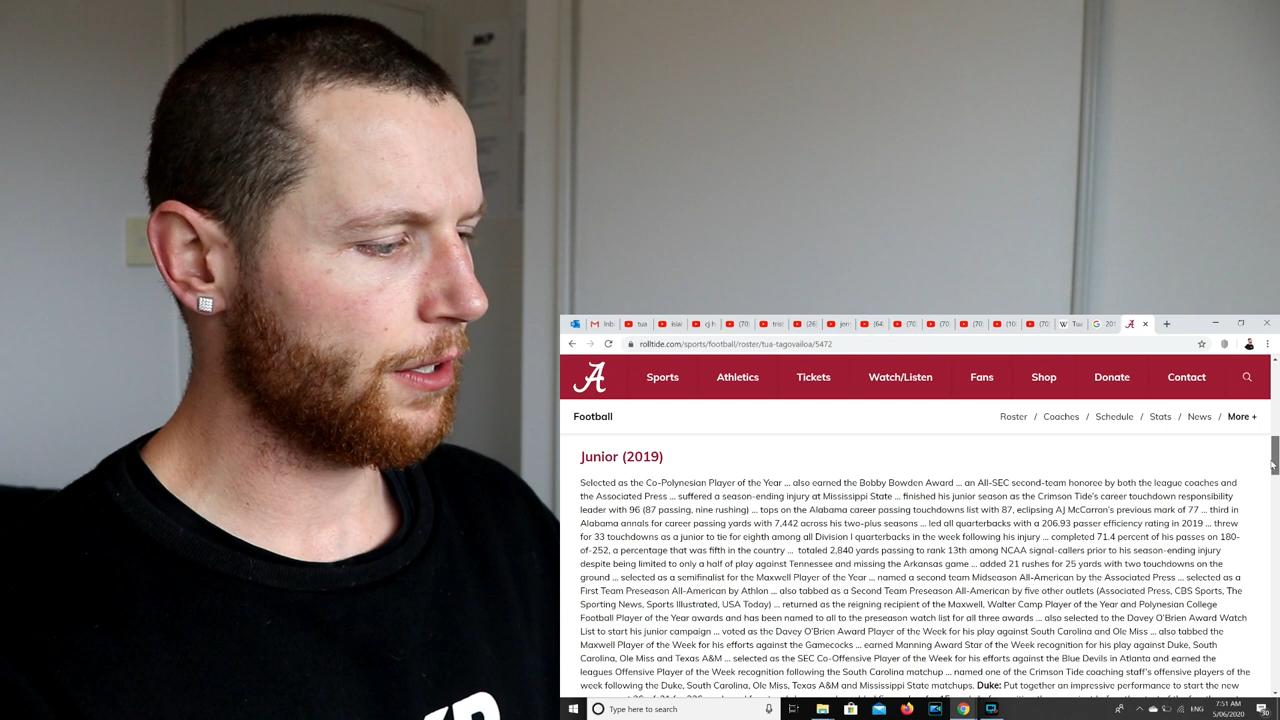 Inb
tua
isia
cj h
(70)
trist
(26)
jerr
(64)
(70)
(70)
(70)
(10)
(70)
Tua
201
rolltide.com/sports/football/roster/tua-tagovailoa/5472
Sports Athletics Tickets Watch/Listen Fans Shop Donate Contact
Football Roster / Coaches / Schedule / Stats / News / More +
Junior (2019)
Selected as the Co-Polynesian Player of the Year ... also earned the Bobby Bowden Award ... an All-SEC second-team honoree by both the league coaches and
the Associated Press ... suffered a season-ending injury at Mississippi State ... finished his junior season as the Crimson Tide's career touchdown responsibility
leader with 96 (87 passing, nine rushing) ... tops on the Alabama career passing touchdowns list with 87, eclipsing AJ McCarron's previous mark of 77 ... third in
Alabama annals for career passing yards with 7,442 across his two-plus seasons ... led all quarterbacks with a 206.93 passer efficiency rating in 2019 ... threw
for 33 touchdowns as a junior to tie for eighth among all Division I quarterbacks in the week following his injury ... completed 71.4 percent of his passes on 180-
of-252, a percentage that was fifth in the country ... totaled 2,840 yards passing to rank 13th among NCAA signal-callers prior to his season-ending injury
despite being limited to only a half of play against Tennessee and missing the Arkansas game ... added 21 rushes for 25 yards with two touchdowns on the
ground ... selected as a semifinalist for the Maxwell Player of the Year ... named a second team Midseason All-American by the Associated Press ... selected as a
First Team Preseason All-American by Athlon ... also tabbed as a Second Team Preseason All-American by five other outlets (Associated Press, CBS Sports, The
Sporting News, Sports Illustrated, USA Today) ... returned as the reigning recipient of the Maxwell, Walter Camp Player of the Year and Polynesian College
Football Player of the Year awards and has been named to all to the preseason watch list for all three awards ... also selected to the Davey O'Brien Award Watch
List to start his junior campaign ... voted as the Davey O'Brien Award Player of the Week for his play against South Carolina and Ole Miss ... also tabbed the
Maxwell Player of the Week for his efforts against the Gamecocks ... earned Manning Award Star of the Week recognition for his play against Duke, South
Carolina, Ole Miss and Texas A&M ... selected as the SEC Co-Offensive Player of the Week for his efforts against the Blue Devils in Atlanta and earned the
leagues Offensive Player of the Week recognition following the South Carolina matchup ... named one of the Crimson Tide coaching staff's offensive players of the
week following the Duke, South Carolina, Ole Miss, Texas A&M and Mississippi State matchups. Duke: Put together an impressive performance to start the new
Type here to search
ENG
7:51 AM
5/06/2020